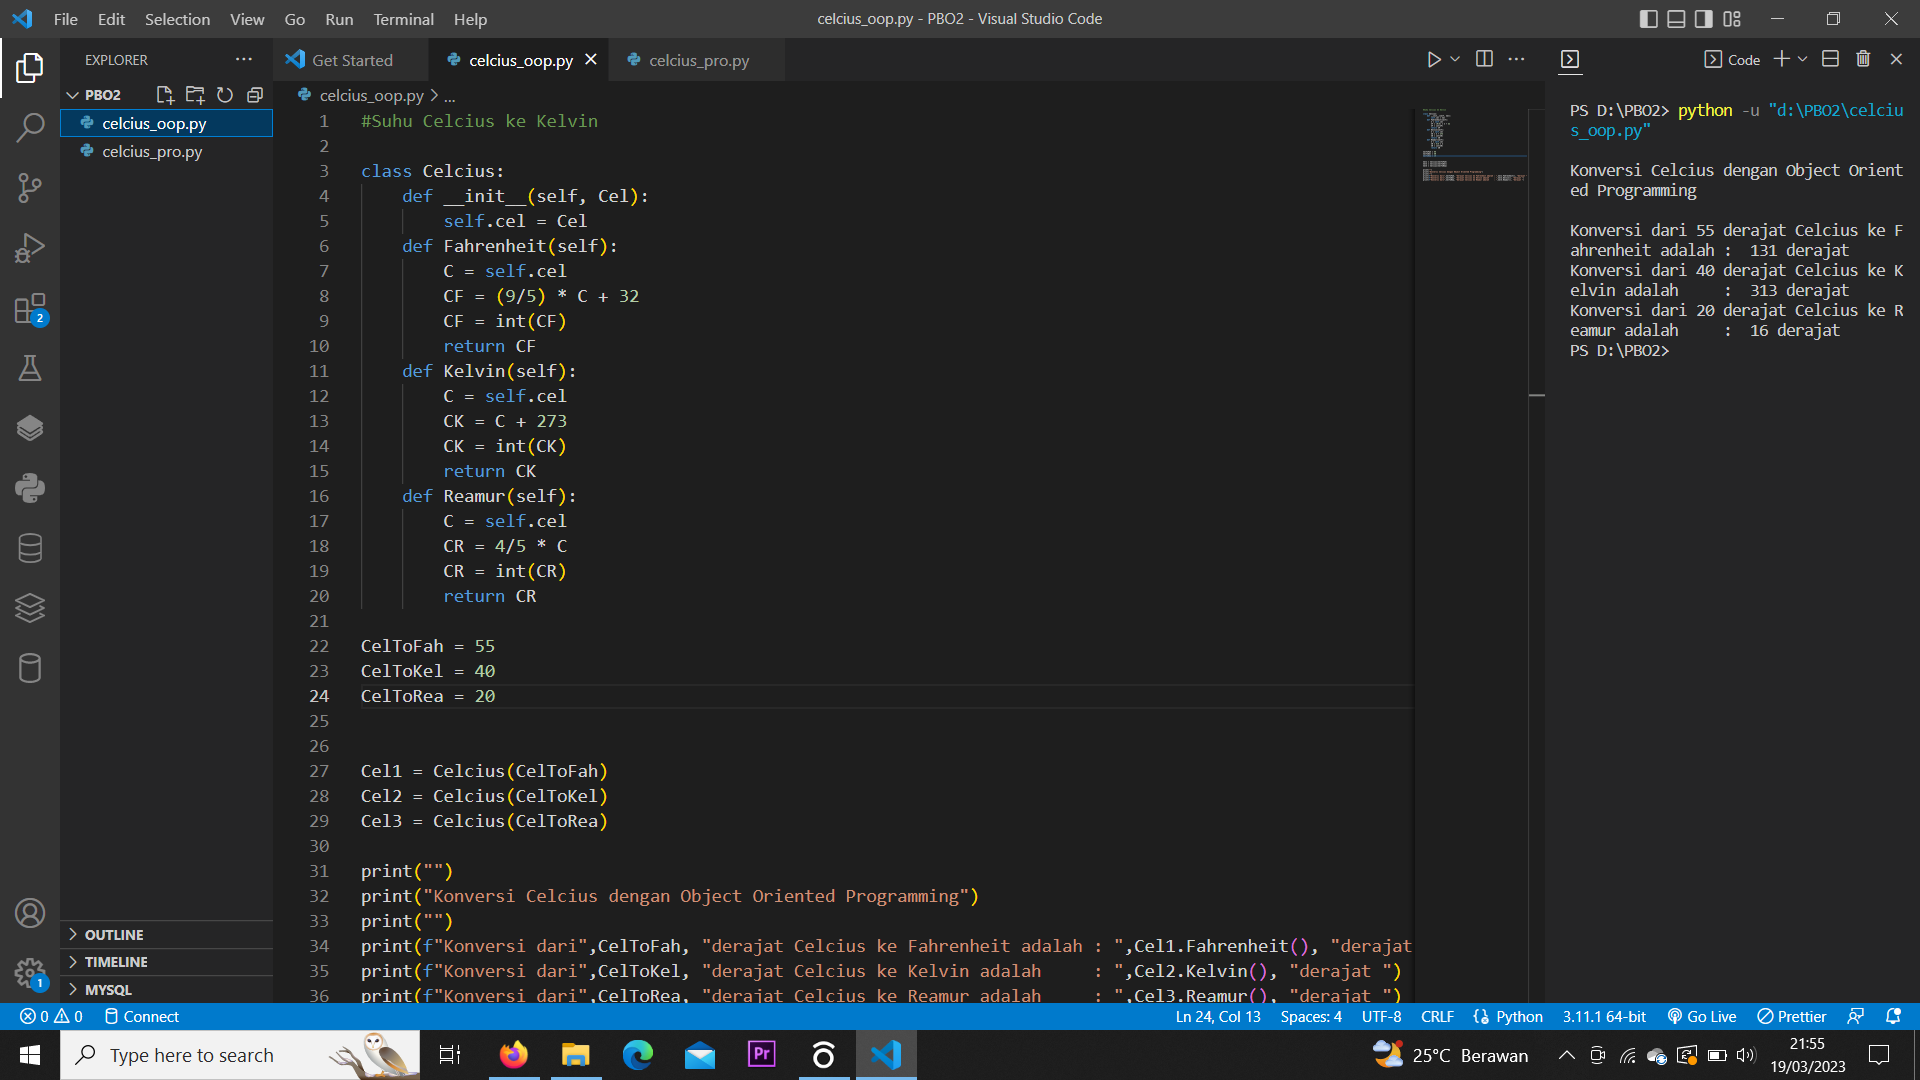 File Edit Selection View Go Run Terminal Help
celcius_oop.py - PBO2 - Visual Studio Code
EXPLORER
PBO2
celcius_oop.py
celcius_pro.py
OUTLINE
TIMELINE
MYSQL
Get Started
celcius_oop.py
celcius_pro.py
celcius_oop.py > ...
1 #Suhu Celcius ke Kelvin
2
3 class Celcius:
4 def __init__(self, Cel):
5 self.cel = Cel
6 def Fahrenheit(self):
7 C = self.cel
8 CF = (9/5) * C + 32
9 CF = int(CF)
10 return CF
11 def Kelvin(self):
12 C = self.cel
13 CK = C + 273
14 CK = int(CK)
15 return CK
16 def Reamur(self):
17 C = self.cel
18 CR = 4/5 * C
19 CR = int(CR)
20 return CR
21
22 CelToFah = 55
23 CelToKel = 40
24 CelToRea = 20
25
26
27 Cel1 = Celcius(CelToFah)
28 Cel2 = Celcius(CelToKel)
29 Cel3 = Celcius(CelToRea)
30
31 print("")
32 print("Konversi Celcius dengan Object Oriented Programming")
33 print("")
34 print(f"Konversi dari",CelToFah, "derajat Celcius ke Fahrenheit adalah : ",Cel1.Fahrenheit(), "derajat
35 print(f"Konversi dari",CelToKel, "derajat Celcius ke Kelvin adalah     : ",Cel2.Kelvin(), "derajat ")
36 print(f"Konversi dari",CelToRea, "derajat Celcius ke Reamur adalah     : ",Cel3.Reamur(), "derajat ")
Code
PS D:\PBO2> python -u "d:\PBO2\celciu
s_oop.py"
Konversi Celcius dengan Object Orient
ed Programming
Konversi dari 55 derajat Celcius ke F
ahrenheit adalah :  131 derajat
Konversi dari 40 derajat Celcius ke K
elvin adalah     :  313 derajat
Konversi dari 20 derajat Celcius ke R
eamur adalah     :  16 derajat
PS D:\PBO2>
2
1
0 0 Connect
Ln 24, Col 13 Spaces: 4 UTF-8 CRLF Python 3.11.1 64-bit Go Live Prettier
Type here to search
Pr
25°C Berawan
21:55
19/03/2023